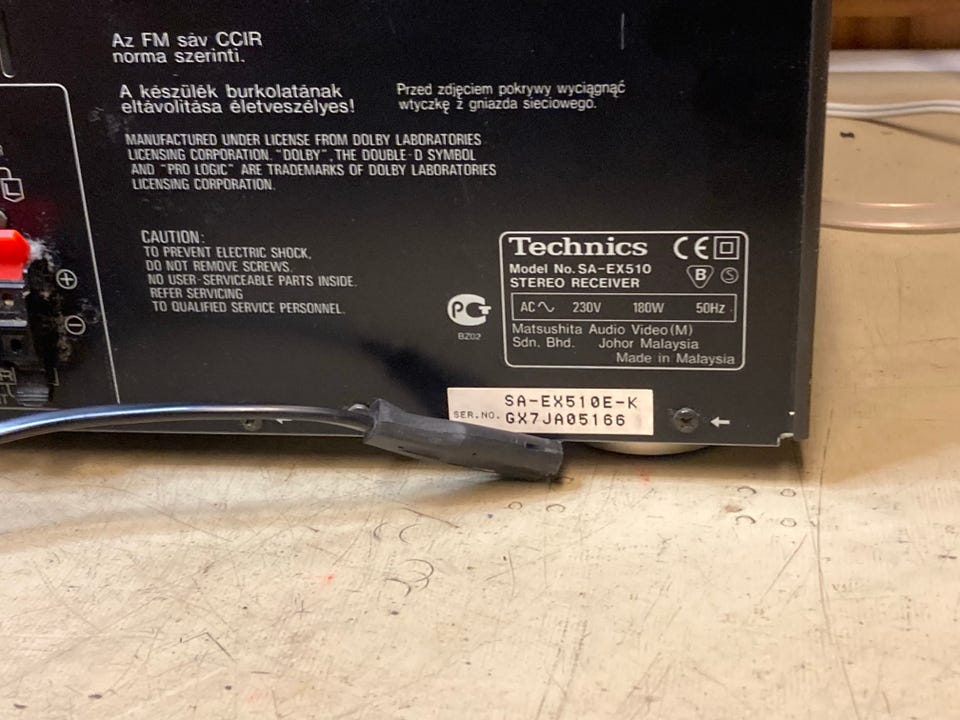 Az FM sáv CCIR
norma szerinti.
A készülék burkolatának
eltávolitása életveszélyes!
Przed zdjęciem pokrywy wyciągnąć
wtyczkę z gniazda sieciowego.
MANUFACTURED UNDER LICENSE FROM DOLBY LABORATORIES
LICENSING CORPORATION. "DOLBY", THE DOUBLE-D SYMBOL
AND "PRO LOGIC" ARE TRADEMARKS OF DOLBY LABORATORIES
LICENSING CORPORATION.
CAUTION:
TO PREVENT ELECTRIC SHOCK,
DO NOT REMOVE SCREWS.
NO USER-SERVICEABLE PARTS INSIDE.
REFER SERVICING
TO QUALIFIED SERVICE PERSONNEL.
BZ02
Technics CE
Model No. SA-EX510 B S
STEREO RECEIVER
AC∿ 230V 180W 50Hz
Matsushita Audio Video(M)
Sdn. Bhd. Johor Malaysia
Made in Malaysia
SA-EX510E-K
SER.NO. GX7JA05166